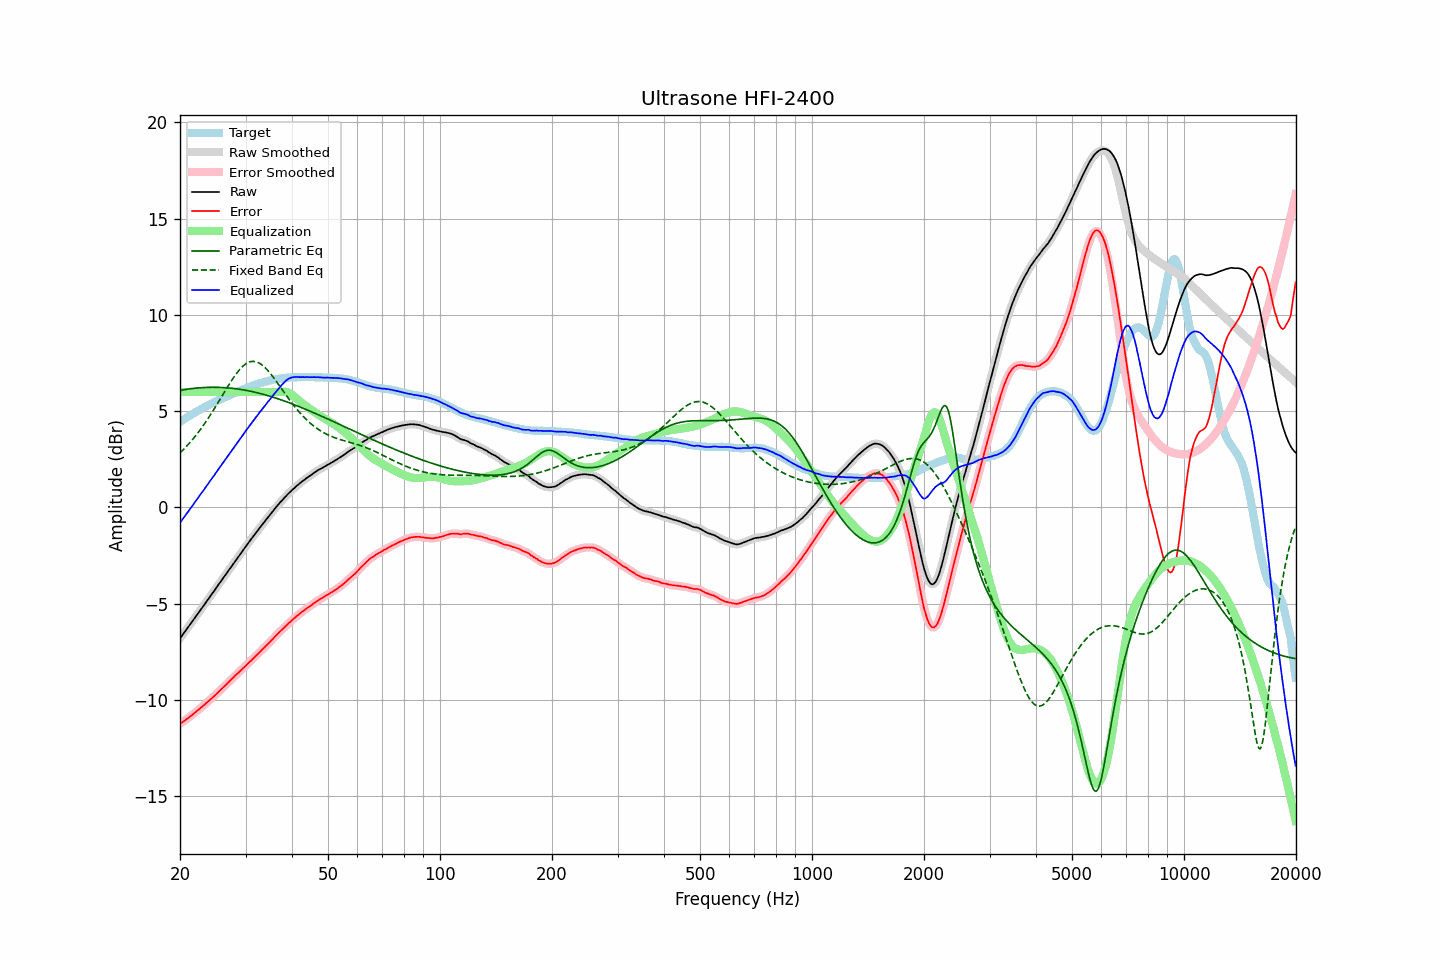 Ultrasone HFI-2400
Amplitude (dBr)
20
15
10
5
0
−5
−10
−15
Target
Raw Smoothed
Error Smoothed
Raw
Error
Equalization
Parametric Eq
Fixed Band Eq
Equalized
20 50 100 200 500 1000 2000 5000 10000 20000
Frequency (Hz)